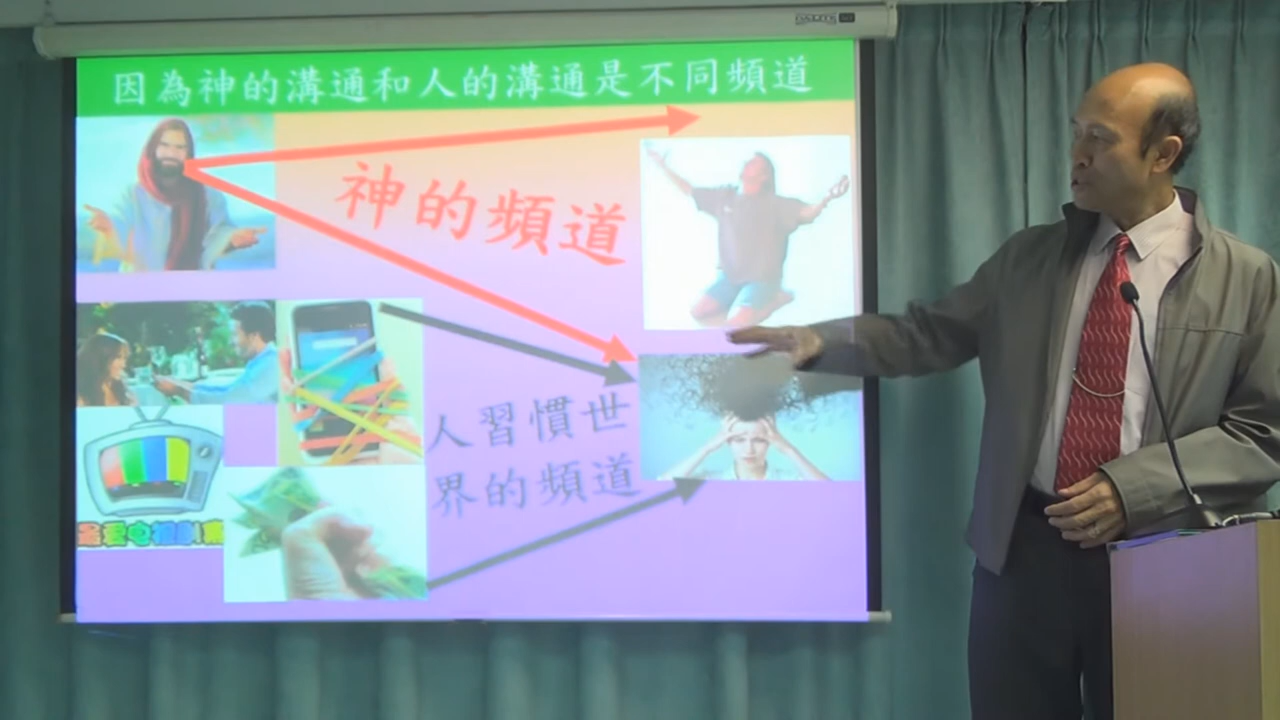 因為神的溝通和人的溝通是不同頻道
神的頻道
人習慣世
界的頻道